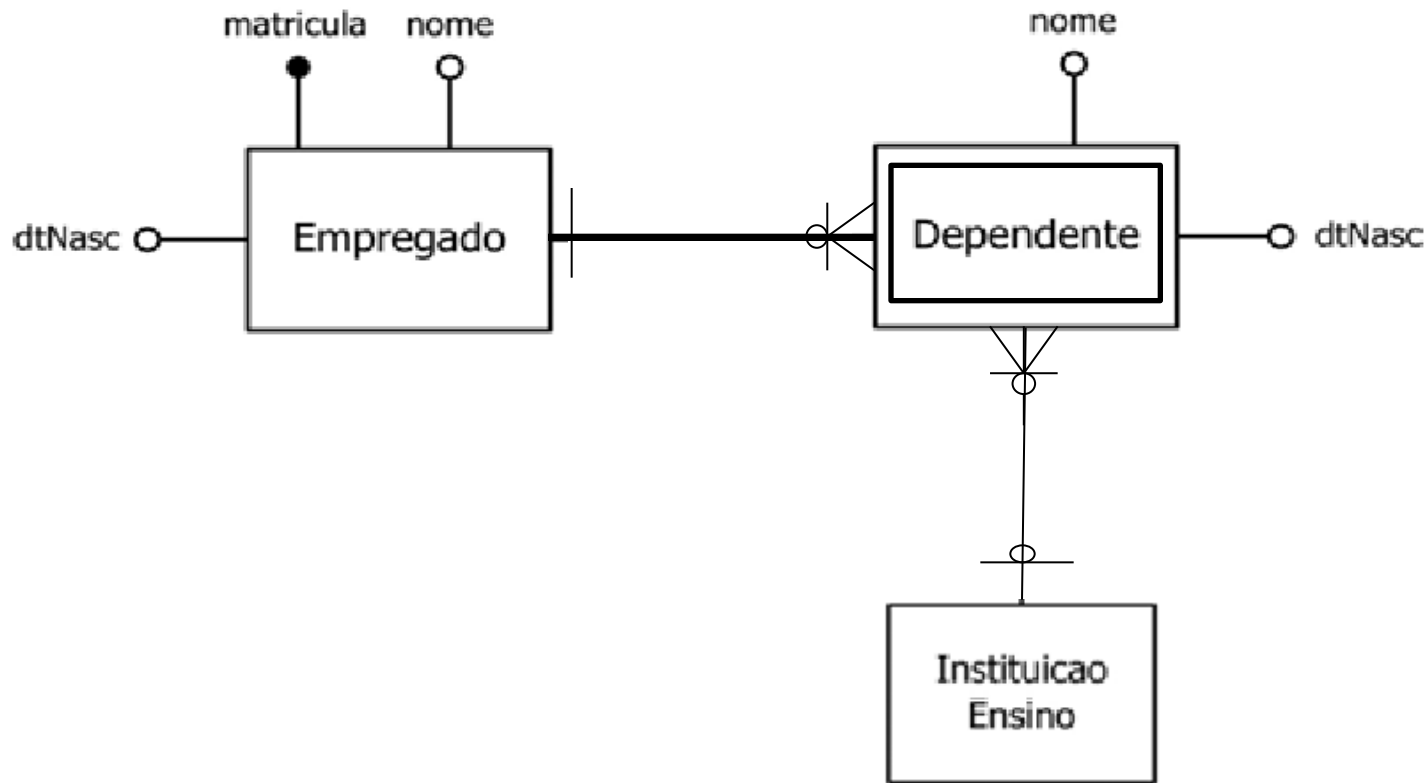 matricula nome
nome
dtNasc
Empregado
Dependente
dtNasc
Instituicao
Ensino